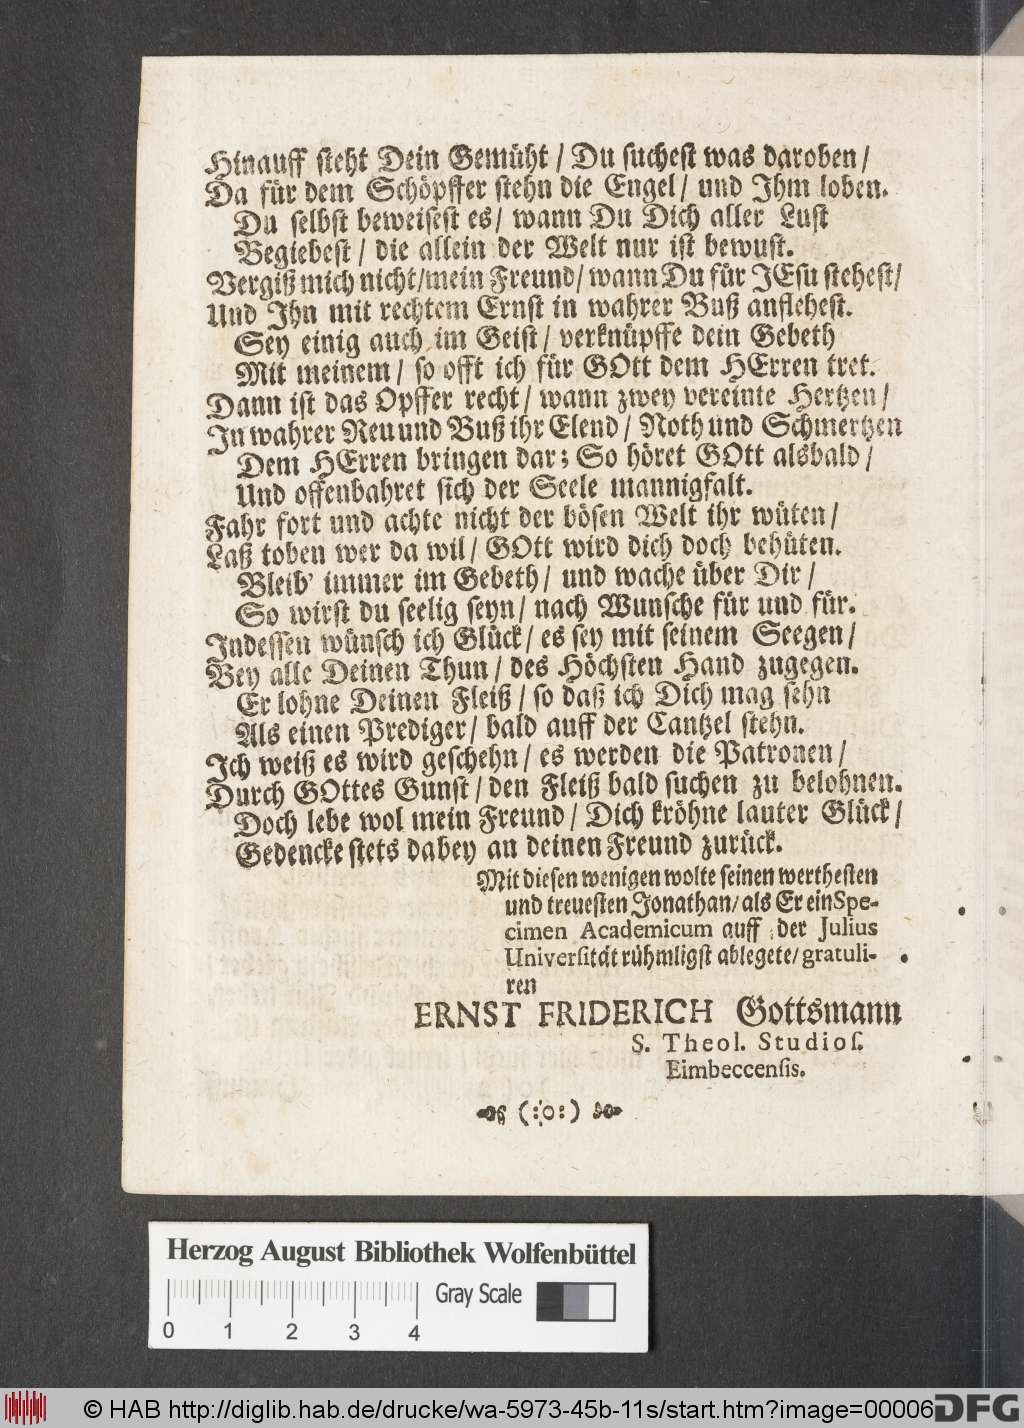 Hinauff steht Dein Gemüht / Du suchest was daroben /
Da für dem Schöpffer stehn die Engel / und Jhm loben.
Du selbst beweisest es / wann Du Dich aller Lust
Begiebest / die allein der Welt nur ist bewust.
Vergiß mich nicht / mein Freund / wann Du für JEsu stehest /
Und Jhn mit rechtem Ernst in wahrer Buß anflehest.
Sey einig auch im Geist / verknüpffe dein Gebeth
Mit meinem / so offt ich für GOtt dem HErren tret.
Dann ist das Opffer recht / wann zwey vereinte Hertzen /
Jn wahrer Reu und Buß ihr Elend / Noth und Schmertzen
Dem HErren bringen dar; So höret GOtt alsbald /
Und offenbahret sich der Seele mannigfalt.
Fahr fort und achte nicht der bösen Welt ihr wüten /
Laß toben wer da wil / GOtt wird dich doch behüten.
Bleib' immer im Gebeth / und wache über Dir /
So wirst du seelig seyn / nach Wunsche für und für.
Jndessen wünsch ich Glück / es sey mit seinem Seegen /
Bey alle Deinen Thun / des Höchsten Hand zugegen.
Er lohne Deinen Fleiß / so daß ich Dich mag sehn
Als einen Prediger / bald auff der Cantzel stehn.
Jch weiß es wird geschehn / es werden die Patronen /
Durch GOttes Gunst / den Fleiß bald suchen zu belohnen.
Doch lebe wol mein Freund / Dich kröhne lauter Glück /
Gedencke stets dabey an deinen Freund zurück.
Mit diesen wenigen wolte seinen werthesten
und treuesten Jonathan / als Er ein Spe-
cimen Academicum auff der Julius
Universität rühmligst ablegete / gratuli-
ren
ERNST FRIDERICH Gottsmann
S. Theol. Studioſ.
Eimbeccenſis.
(:o:)
Herzog August Bibliothek Wolfenbüttel
Gray Scale
0 1 2 3 4
© HAB http://diglib.hab.de/drucke/wa-5973-45b-11s/start.htm?image=00006
DFG